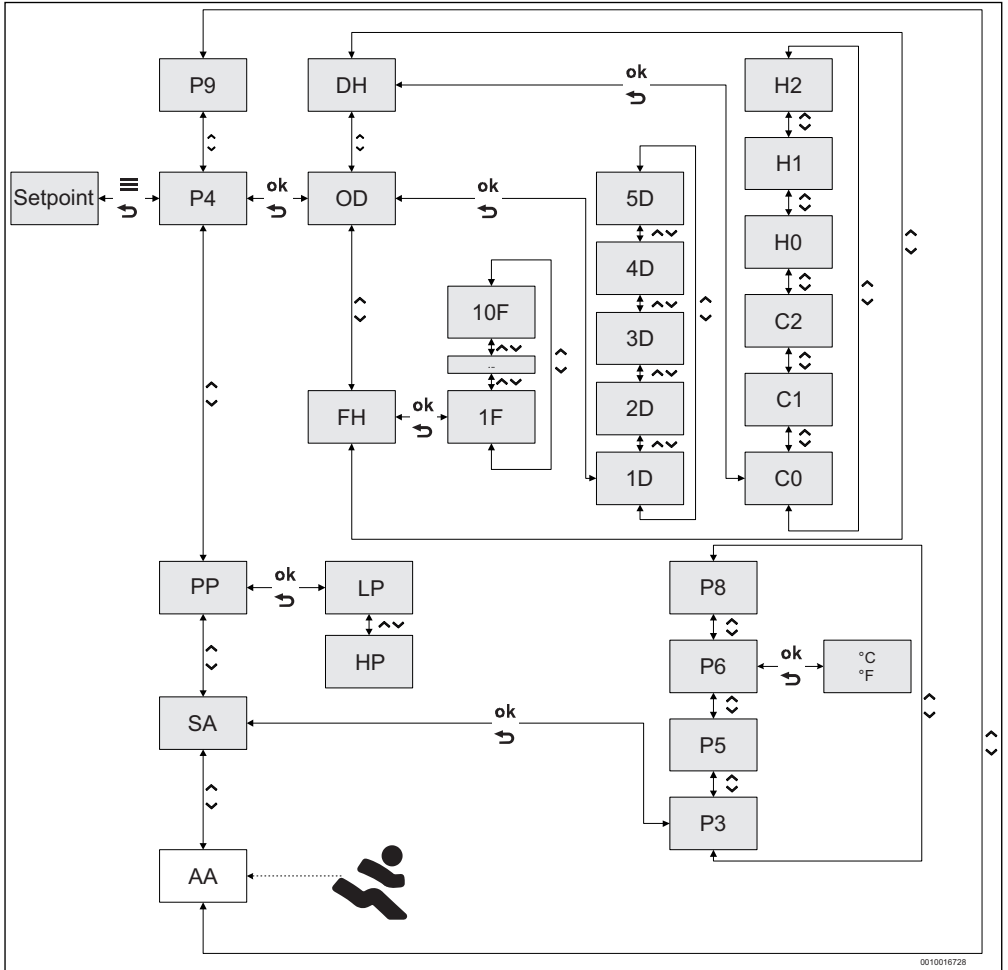 P9
DH
ok
H2
H1
Setpoint
P4
ok
OD
ok
5D
H0
4D
10F
3D
C2
...
2D
C1
FH
ok
1F
1D
C0
PP
ok
LP
P8
HP
P6
ok
°C
°F
SA
ok
P5
P3
AA
0010016728